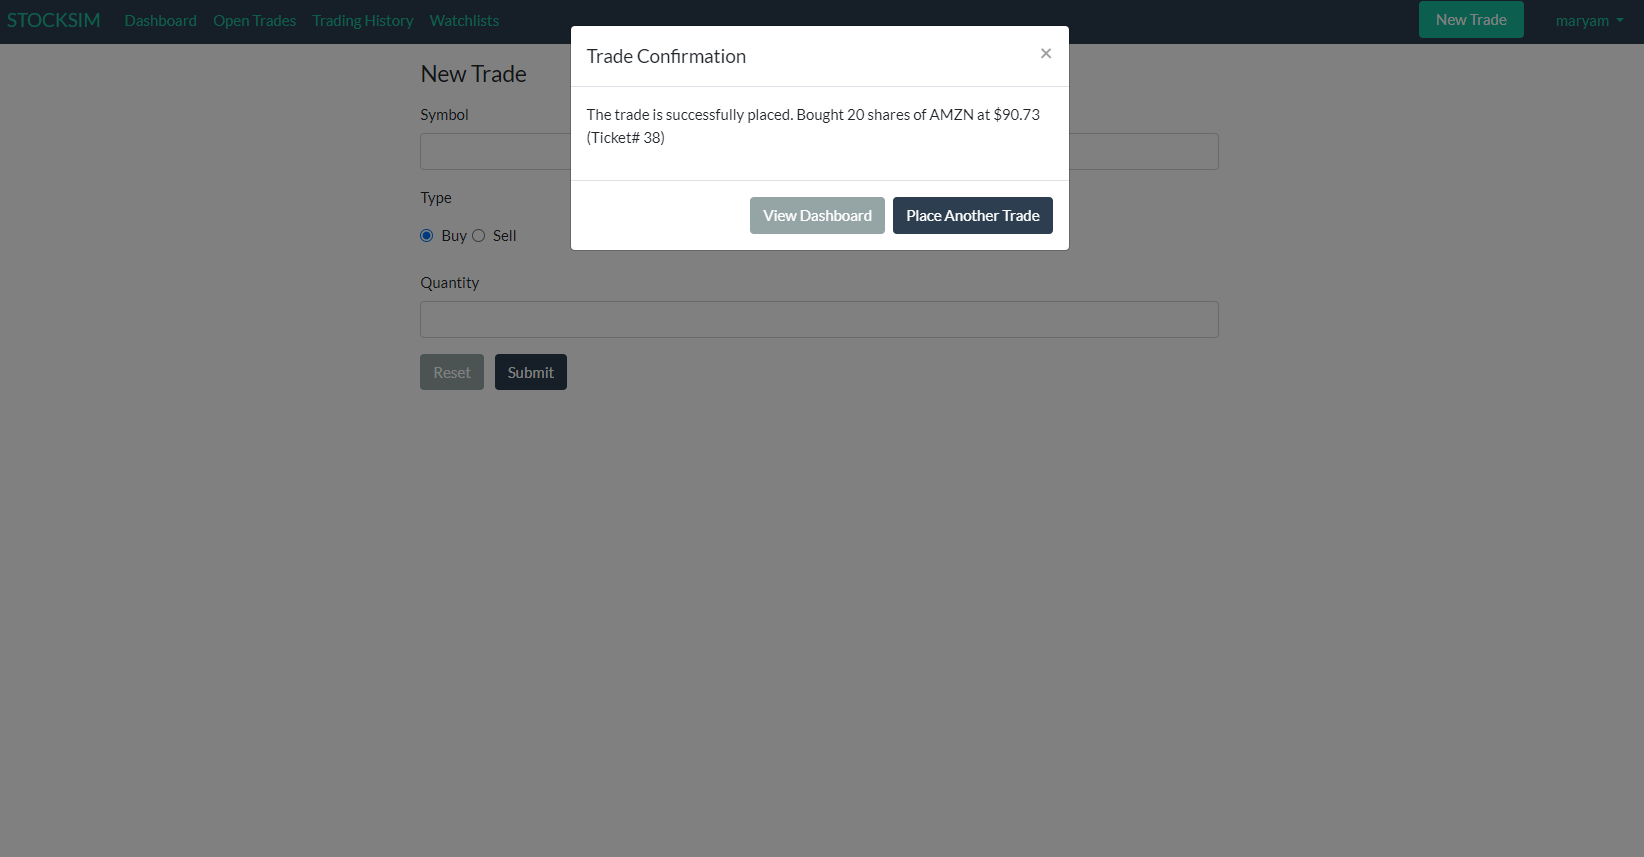 STOCKSIM Dashboard Open Trades Trading History Watchlists New Trade maryam
Trade Confirmation ×
The trade is successfully placed. Bought 20 shares of AMZN at $90.73
(Ticket# 38)
View Dashboard Place Another Trade
New Trade
Symbol
Type
Buy Sell
Quantity
Reset Submit